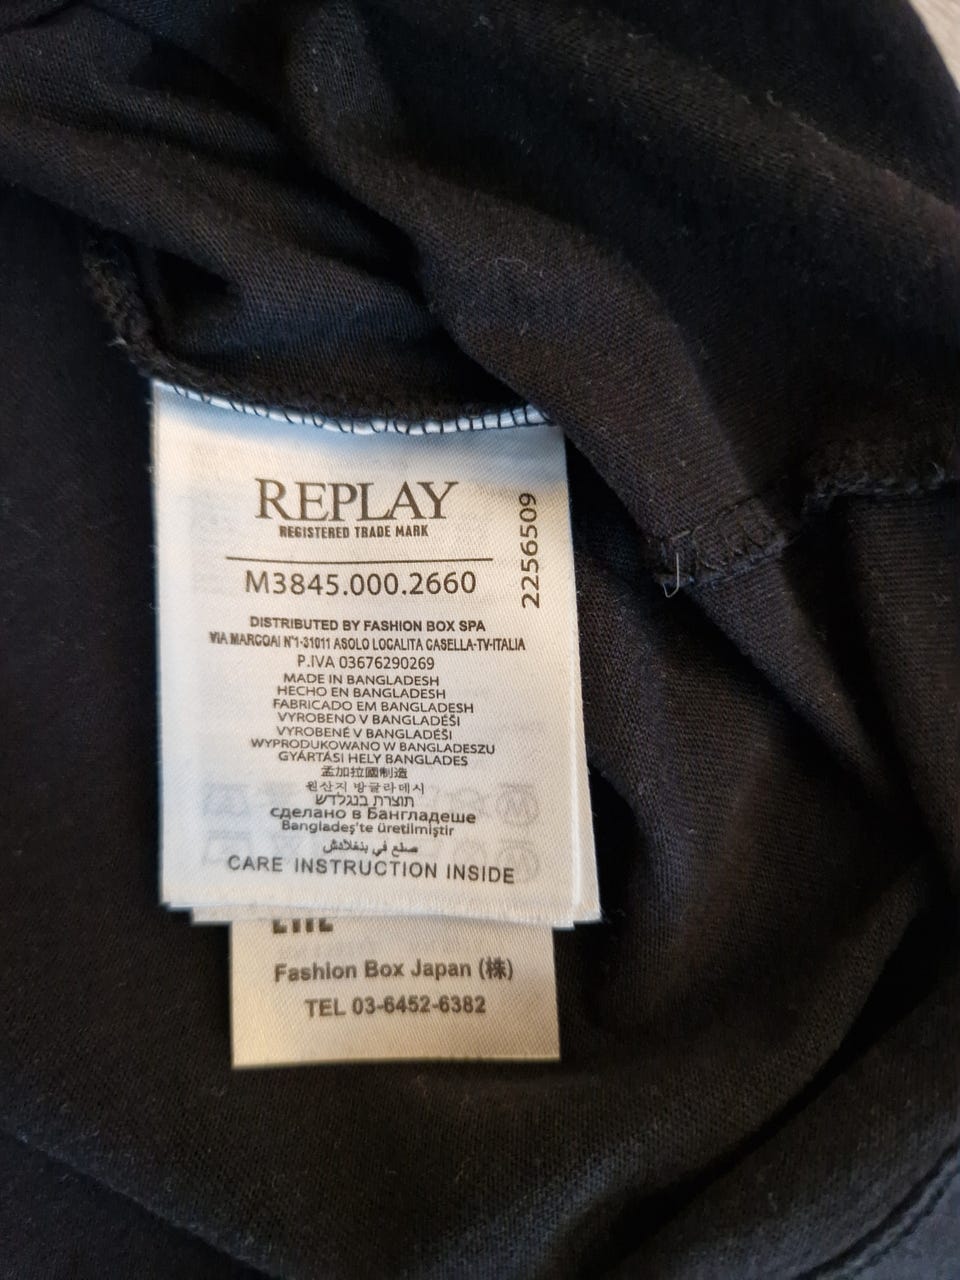 REPLAY
REGISTERED TRADE MARK
2256509
M3845.000.2660
DISTRIBUTED BY FASHION BOX SPA
VIA MARCOAI N°1-31011 ASOLO LOCALITA CASELLA-TV-ITALIA
P.IVA 03676290269
MADE IN BANGLADESH
HECHO EN BANGLADESH
FABRICADO EM BANGLADESH
VYROBENO V BANGLADÉŠI
VYROBENÉ V BANGLADÉŠI
WYPRODUKOWANO W BANGLADESZU
GYÁRTÁSI HELY BANGLADES
孟加拉國制造
원산지 방글라데시
תוצרת בנגלדש
сделано в Бангладеше
Bangladeş'te üretilmiştir
صنع في بنغلادش
CARE INSTRUCTION INSIDE
Fashion Box Japan (株)
TEL 03-6452-6382